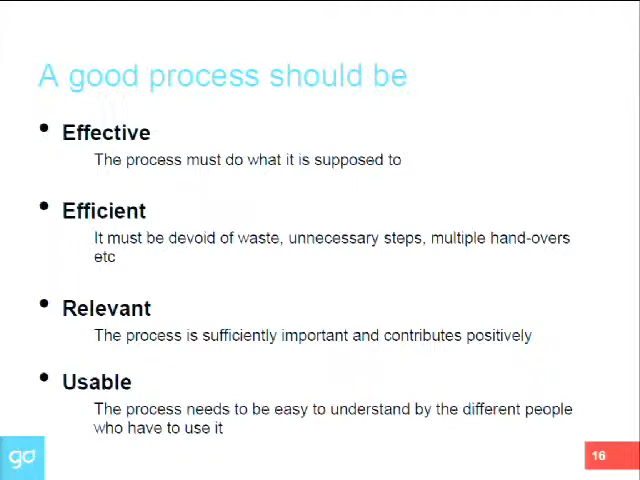 A good process should be
• Effective
The process must do what it is supposed to
• Efficient
It must be devoid of waste, unnecessary steps, multiple hand-overs
etc
• Relevant
The process is sufficiently important and contributes positively
• Usable
The process needs to be easy to understand by the different people
who have to use it
go
16